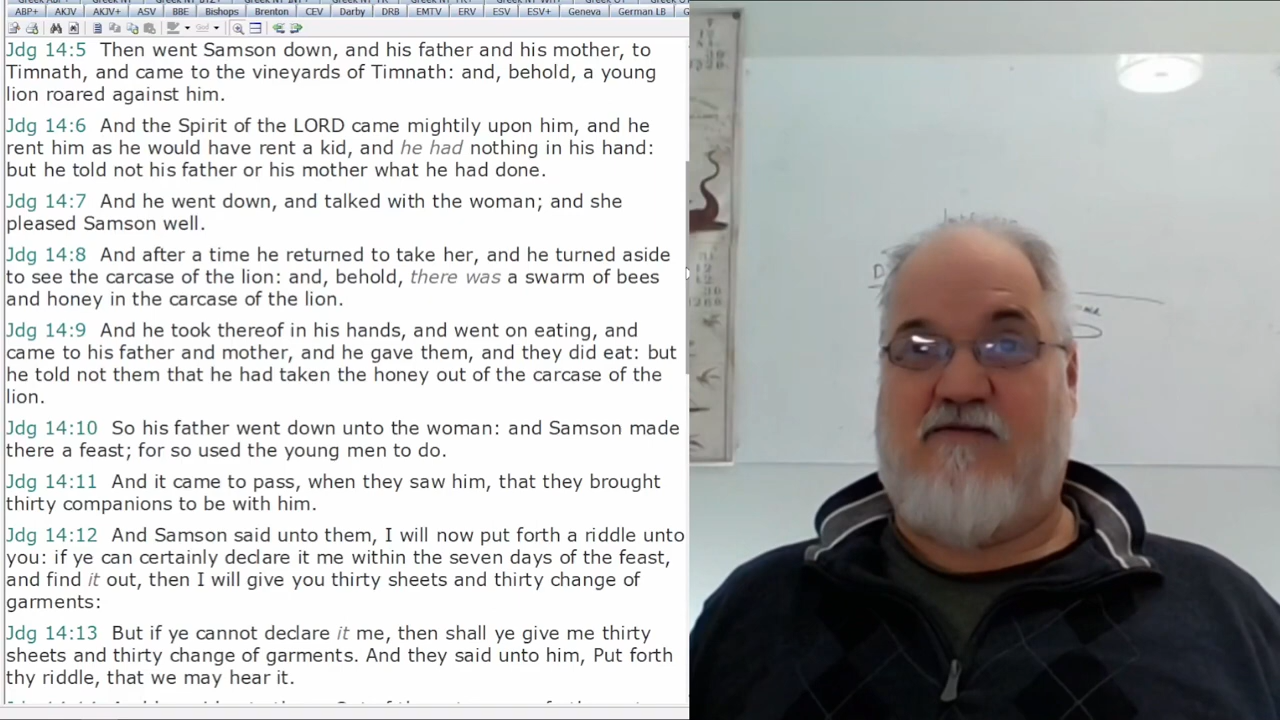 ABP+ AKJV AKJV+ ASV BBE Bishops Brenton CEV Darby DRB EMTV ERV ESV ESV+ Geneva German LB
Jdg 14:5 Then went Samson down, and his father and his mother, to
Timnath, and came to the vineyards of Timnath: and, behold, a young
lion roared against him.
Jdg 14:6 And the Spirit of the LORD came mightily upon him, and he
rent him as he would have rent a kid, and he had nothing in his hand:
but he told not his father or his mother what he had done.
Jdg 14:7 And he went down, and talked with the woman; and she
pleased Samson well.
Jdg 14:8 And after a time he returned to take her, and he turned aside
to see the carcase of the lion: and, behold, there was a swarm of bees
and honey in the carcase of the lion.
Jdg 14:9 And he took thereof in his hands, and went on eating, and
came to his father and mother, and he gave them, and they did eat: but
he told not them that he had taken the honey out of the carcase of the
lion.
Jdg 14:10 So his father went down unto the woman: and Samson made
there a feast; for so used the young men to do.
Jdg 14:11 And it came to pass, when they saw him, that they brought
thirty companions to be with him.
Jdg 14:12 And Samson said unto them, I will now put forth a riddle unto
you: if ye can certainly declare it me within the seven days of the feast,
and find it out, then I will give you thirty sheets and thirty change of
garments:
Jdg 14:13 But if ye cannot declare it me, then shall ye give me thirty
sheets and thirty change of garments. And they said unto him, Put forth
thy riddle, that we may hear it.